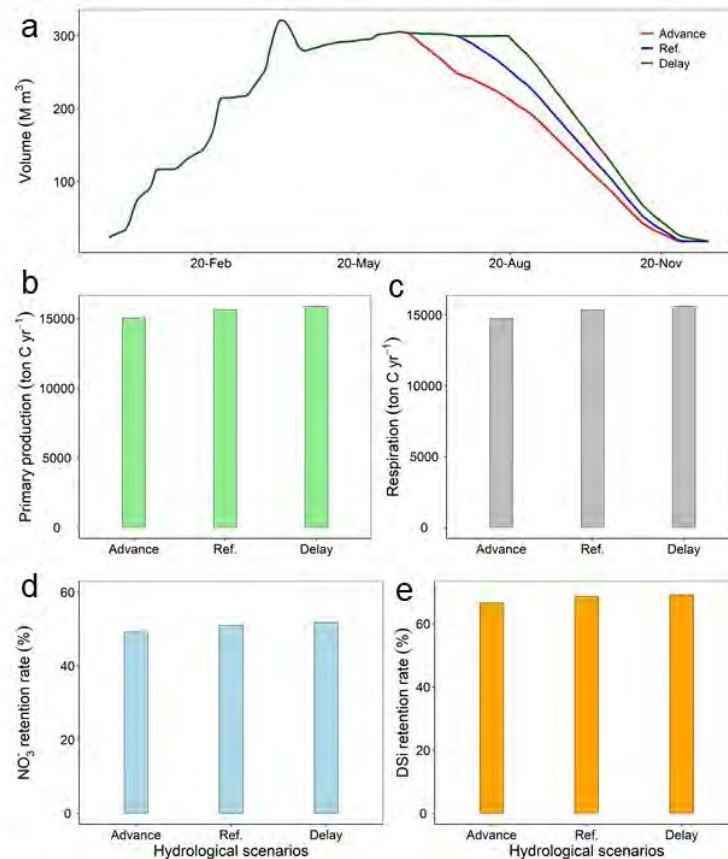 a
Volume (M m³)
300
200
100
Advance
Ref.
Delay
20-Feb
20-May
20-Aug
20-Nov
b
Primary production (ton C yr⁻¹)
15000
10000
5000
0
Advance
Ref.
Delay
c
Respiration (ton C yr⁻¹)
15000
10000
5000
0
Advance
Ref.
Delay
d
NO₃⁻ retention rate (%)
60
40
20
0
Advance
Ref.
Delay
Hydrological scenarios
e
DSi retention rate (%)
60
40
20
0
Advance
Ref.
Delay
Hydrological scenarios